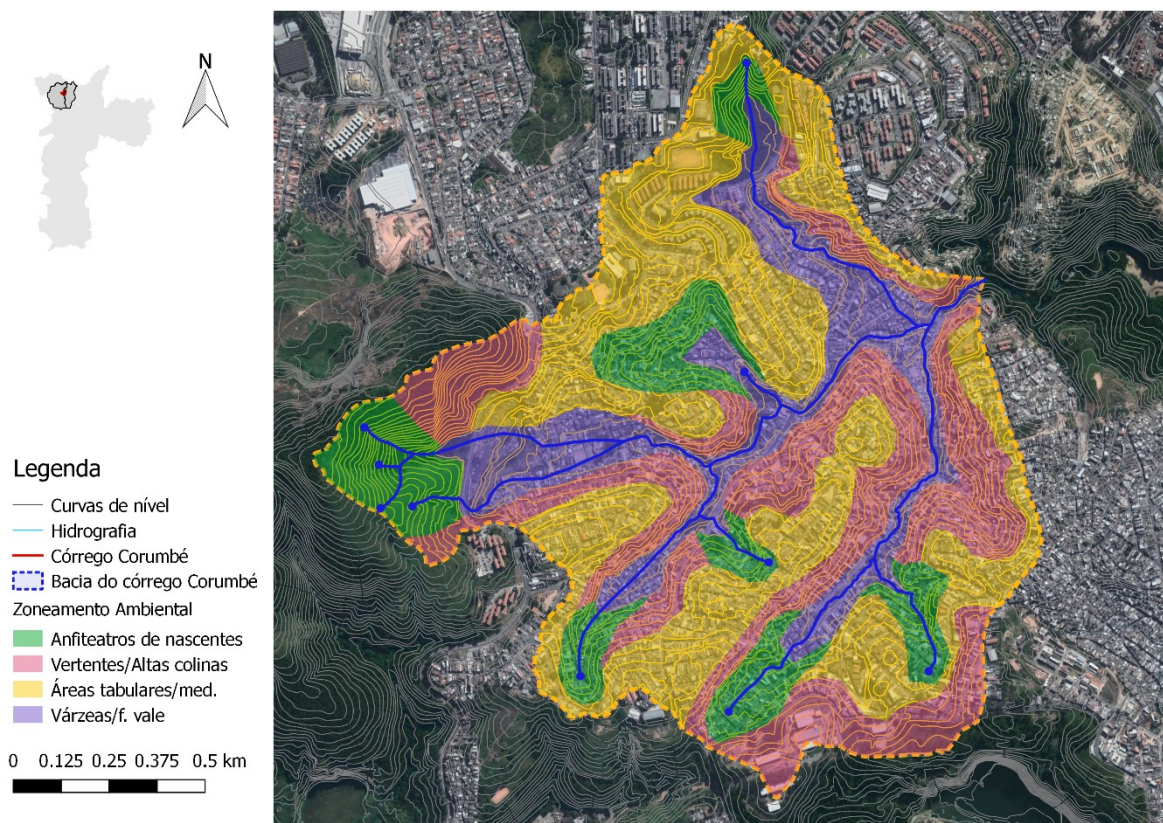 N
Legenda
Curvas de nível
Hidrografia
Córrego Corumbé
Bacia do córrego Corumbé
Zoneamento Ambiental
Anfiteatros de nascentes
Vertentes/Altas colinas
Áreas tabulares/med.
Várzeas/f. vale
0 0.125 0.25 0.375 0.5 km